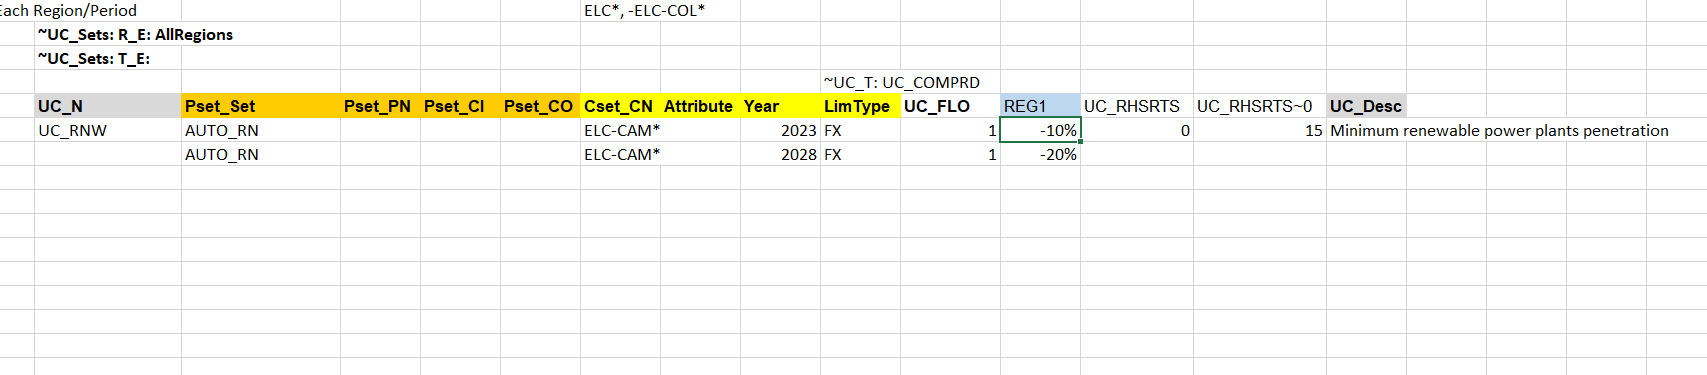 Each Region/Period ELC*, -ELC-COL*
~UC_Sets: R_E: AllRegions
~UC_Sets: T_E:
~UC_T: UC_COMPRD
UC_N Pset_Set Pset_PN Pset_CI Pset_CO Cset_CN Attribute Year LimType UC_FLO REG1 UC_RHSRTS UC_RHSRTS~0 UC_Desc
UC_RNW AUTO_RN ELC-CAM* 2023 FX 1 -10% 0 15 Minimum renewable power plants penetration
AUTO_RN ELC-CAM* 2028 FX 1 -20%